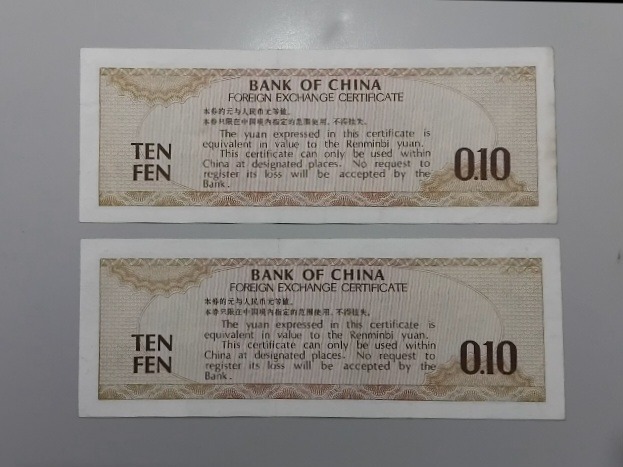 BANK OF CHINA
FOREIGN EXCHANGE CERTIFICATE
本券的元与人民币元等值。
本券只限在中国境内指定的范围使用，不得挂失。
The yuan expressed in this certificate is
equivalent in value to the Renminbi yuan.
This certificate can only be used within
China at designated places. No request to
register its loss will be accepted by the
Bank.
TEN
FEN
0.10
BANK OF CHINA
FOREIGN EXCHANGE CERTIFICATE
本券的元与人民币元等值。
本券只限在中国境内指定的范围使用，不得挂失。
The yuan expressed in this certificate is
equivalent in value to the Renminbi yuan.
This certificate can only be used within
China at designated places. No request to
register its loss will be accepted by the
Bank.
TEN
FEN
0.10